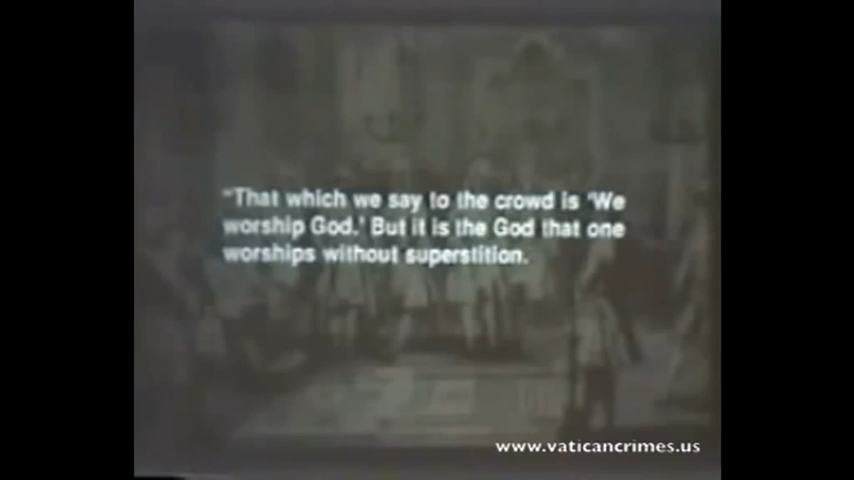 "That which we say to the crowd is 'We
worship God.' But it is the God that one
worships without superstition.
www.vaticancrimes.us